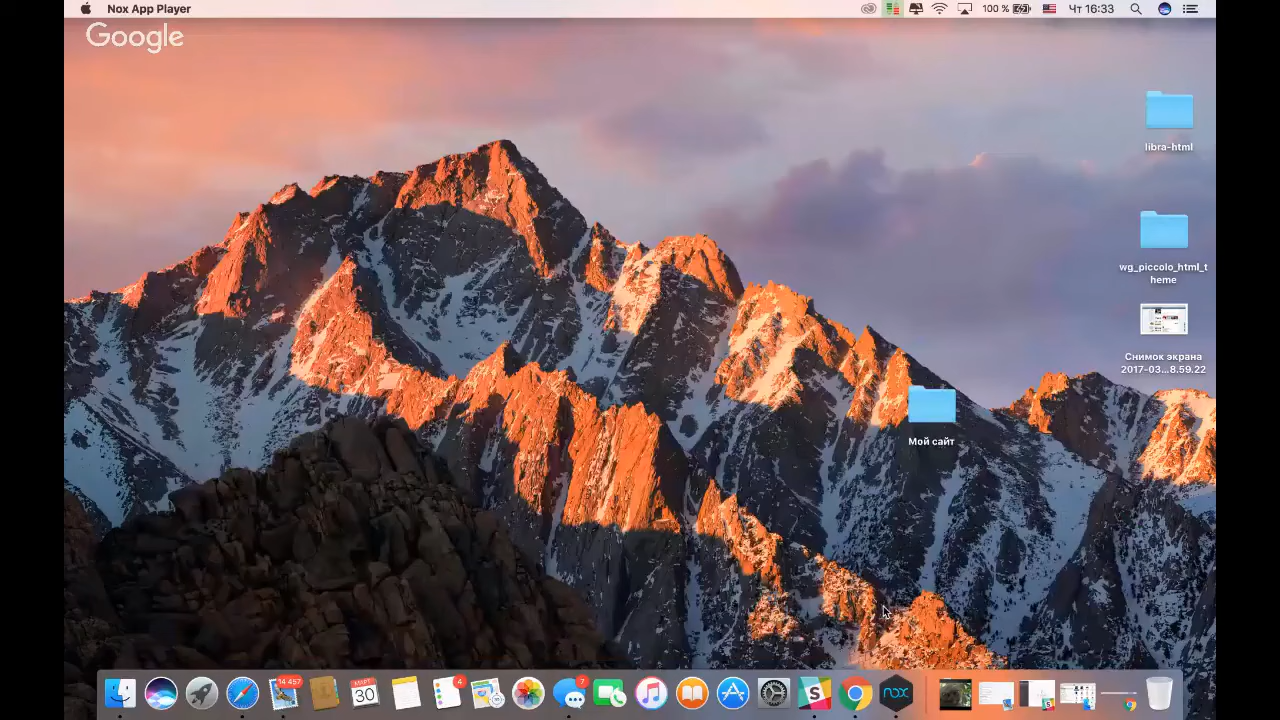 Nox App Player
100 %
Чт 16:33
Google
libra-html
wg_piccolo_html_t
heme
Снимок экрана
2017-03...8.59.22
Мой сайт
14 457
МАРТ
30
4
7
nox